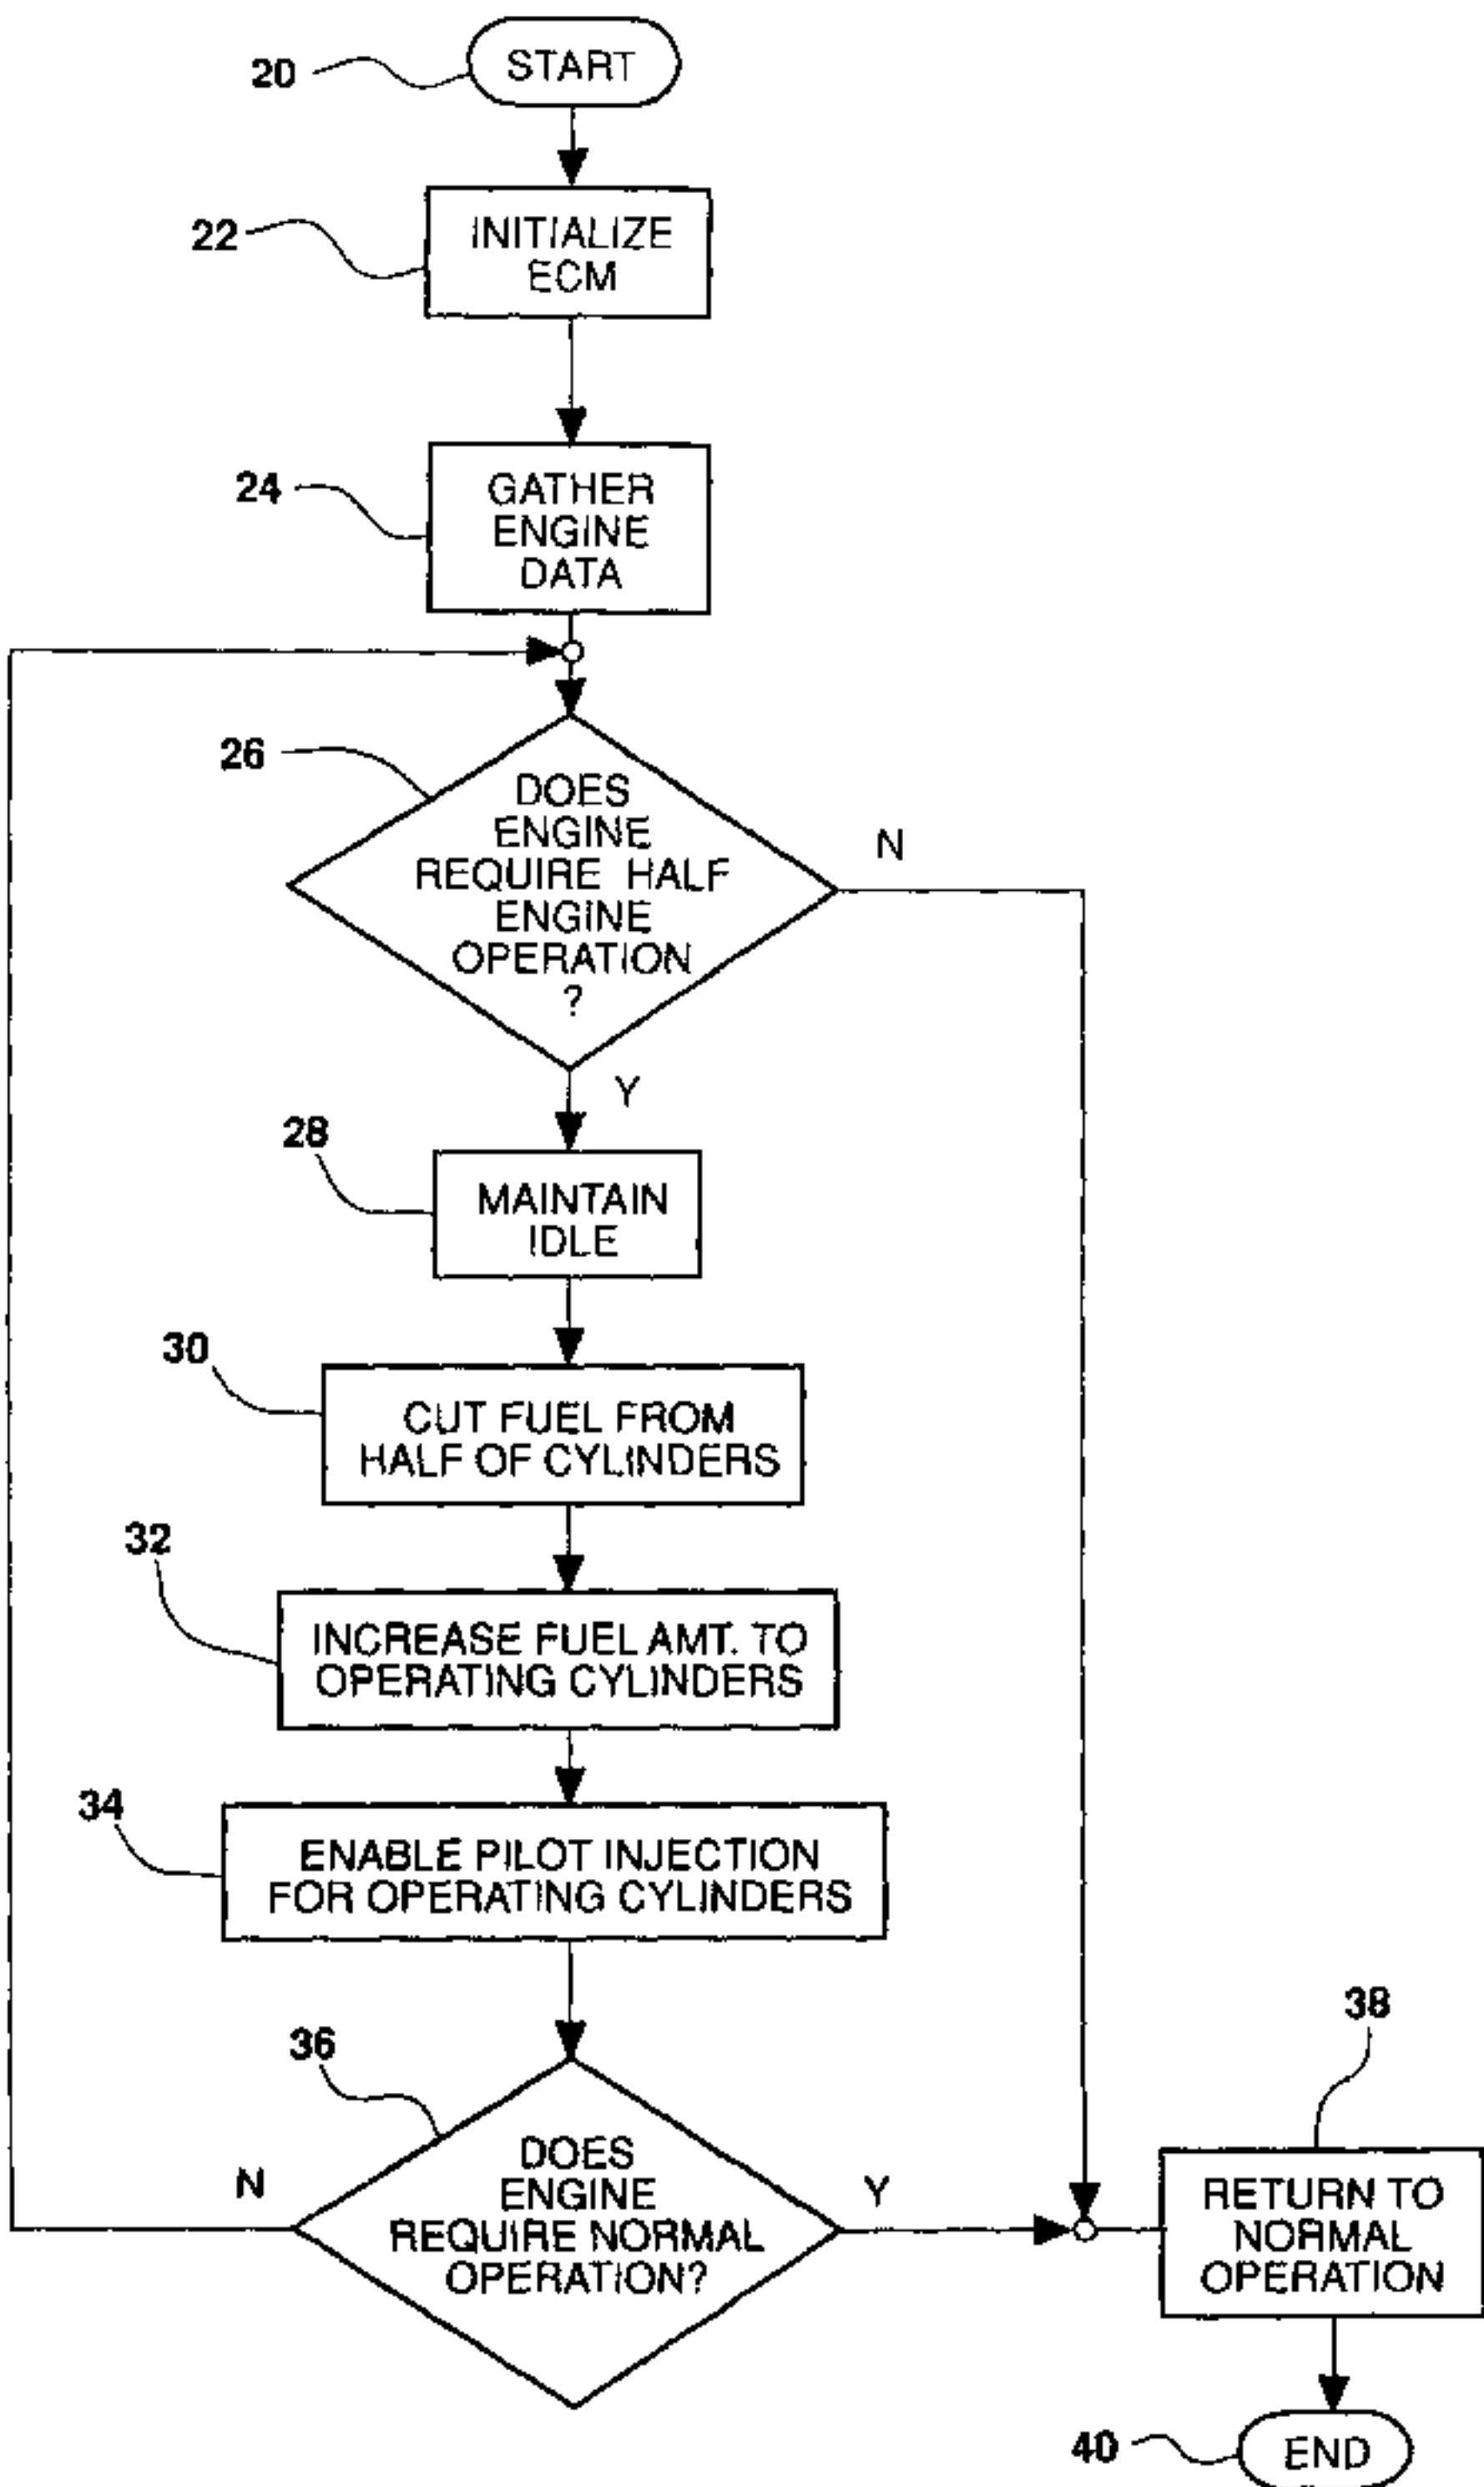 20
START
22
INITIALIZE
ECM
24
GATHER
ENGINE
DATA
26
DOES
ENGINE
REQUIRE HALF
ENGINE
OPERATION
?
N
Y
28
MAINTAIN
IDLE
30
CUT FUEL FROM
HALF OF CYLINDERS
32
INCREASE FUEL AMT. TO
OPERATING CYLINDERS
34
ENABLE PILOT INJECTION
FOR OPERATING CYLINDERS
36
DOES
ENGINE
REQUIRE NORMAL
OPERATION?
N
Y
38
RETURN TO
NORMAL
OPERATION
40
END